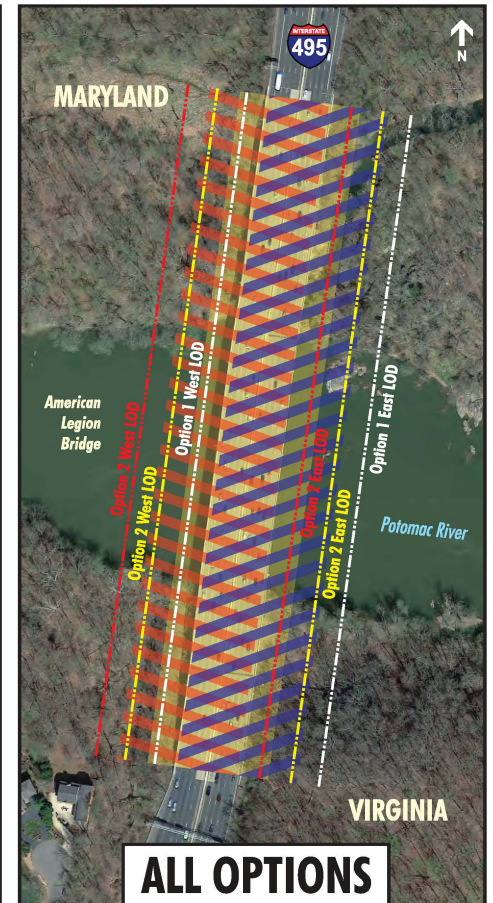 INTERSTATE
495
N
MARYLAND
American
Legion
Bridge
Option 2 West LOD
Option 2 West LOD
Option 1 West LOD
Option 2 East LOD
Option 2 East LOD
Option 1 East LOD
Potomac River
VIRGINIA
ALL OPTIONS